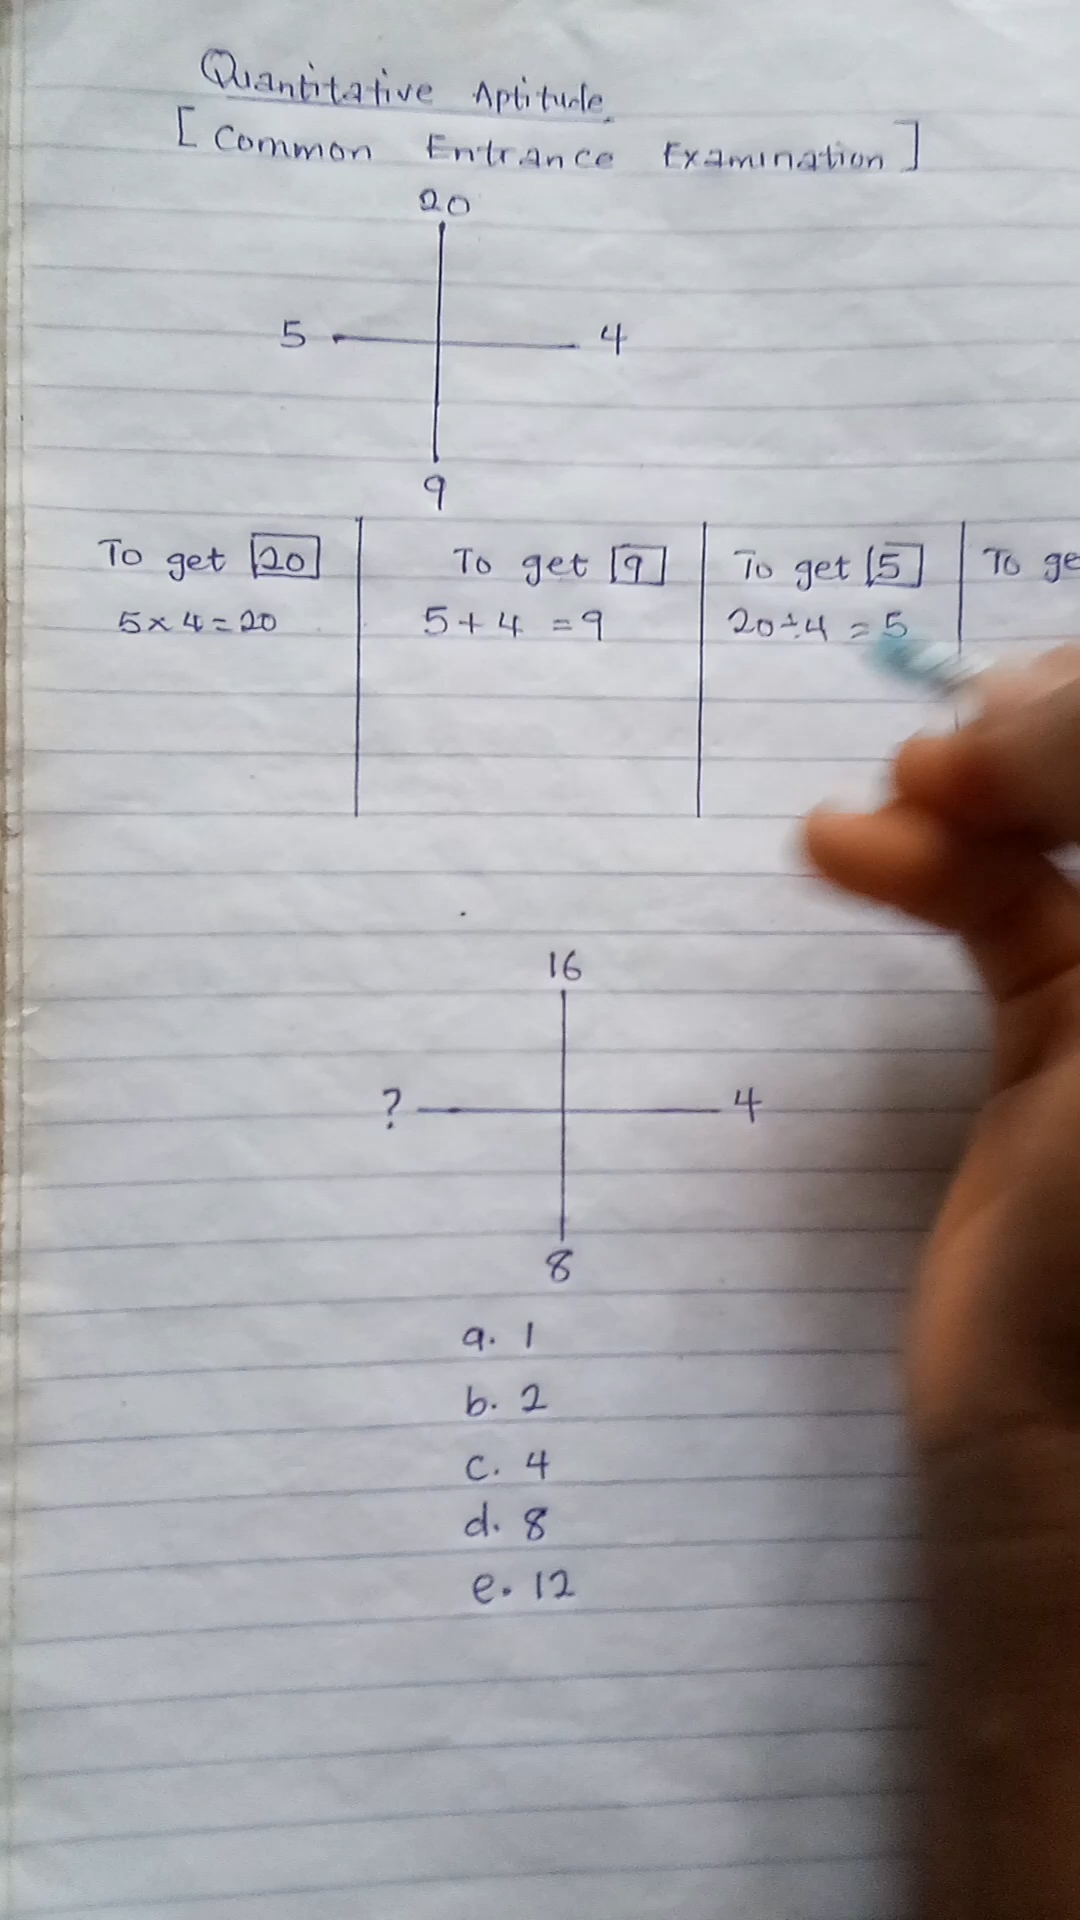 Quantitative Aptitude
[Common Entrance Examination]
20
5 4
9
To get 20 To get 9 To get 5 To ge
5 x 4 = 20 5 + 4 = 9 20 ÷ 4 = 5
16
? 4
8
a. 1
b. 2
c. 4
d. 8
e. 12